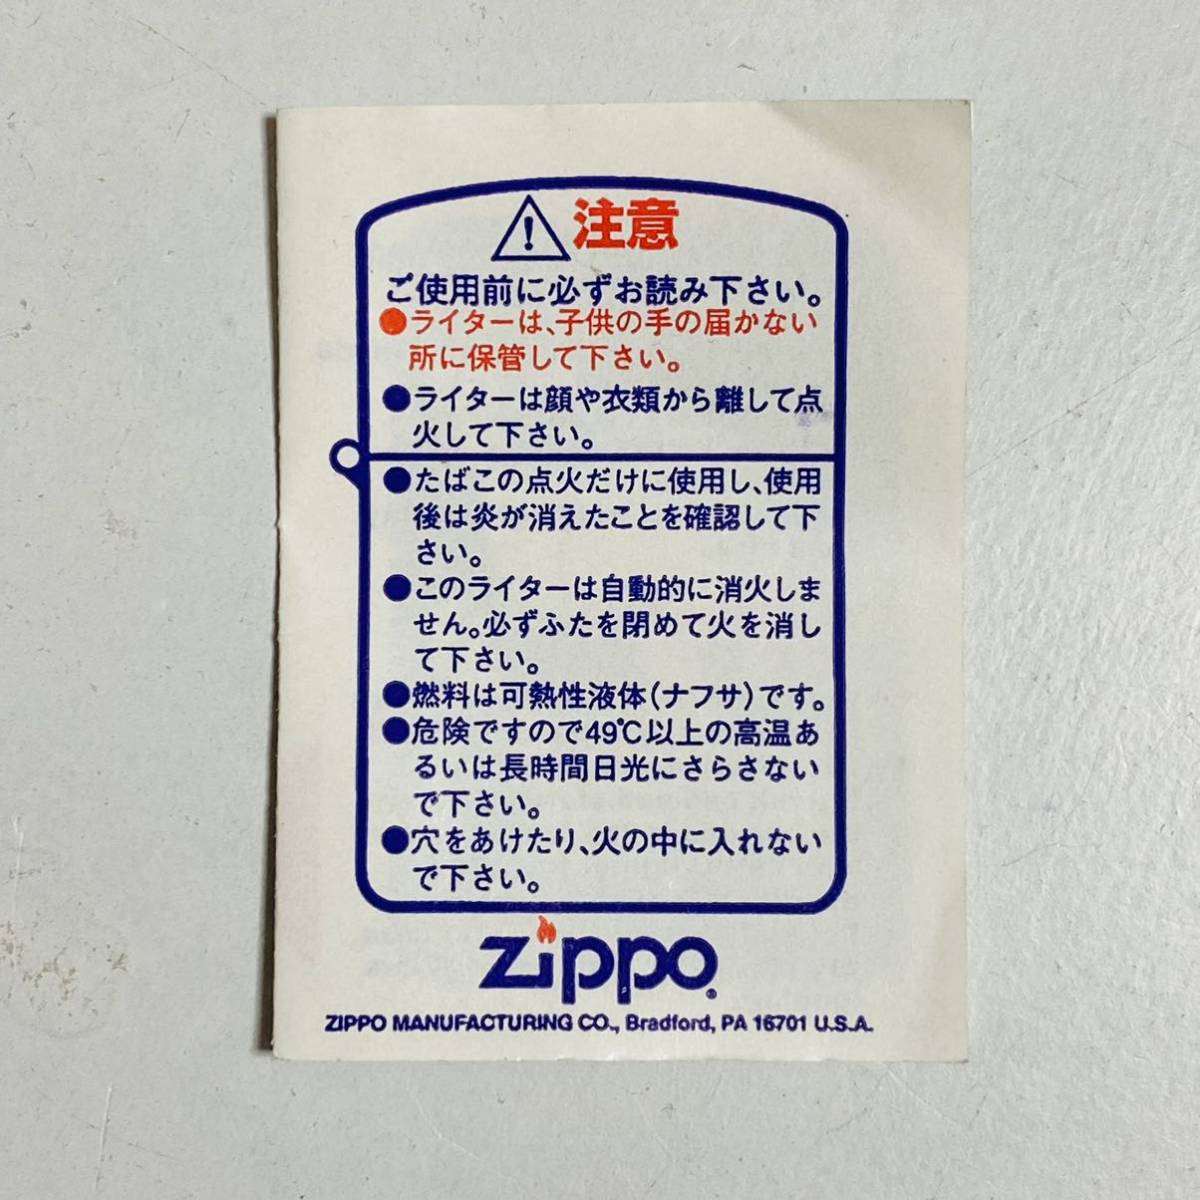 注意
ご使用前に必ずお読み下さい。
●ライターは、子供の手の届かない
所に保管して下さい。
●ライターは顔や衣類から離して点
火して下さい。
●たばこの点火だけに使用し、使用
後は炎が消えたことを確認して下
さい。
●このライターは自動的に消火しま
せん。必ずふたを閉めて火を消し
て下さい。
●燃料は可熱性液体(ナフサ)です。
●危険ですので49℃以上の高温あ
るいは長時間日光にさらさない
で下さい。
●穴をあけたり、火の中に入れない
で下さい。
Zippo®
ZIPPO MANUFACTURING CO., Bradford, PA 16701 U.S.A.